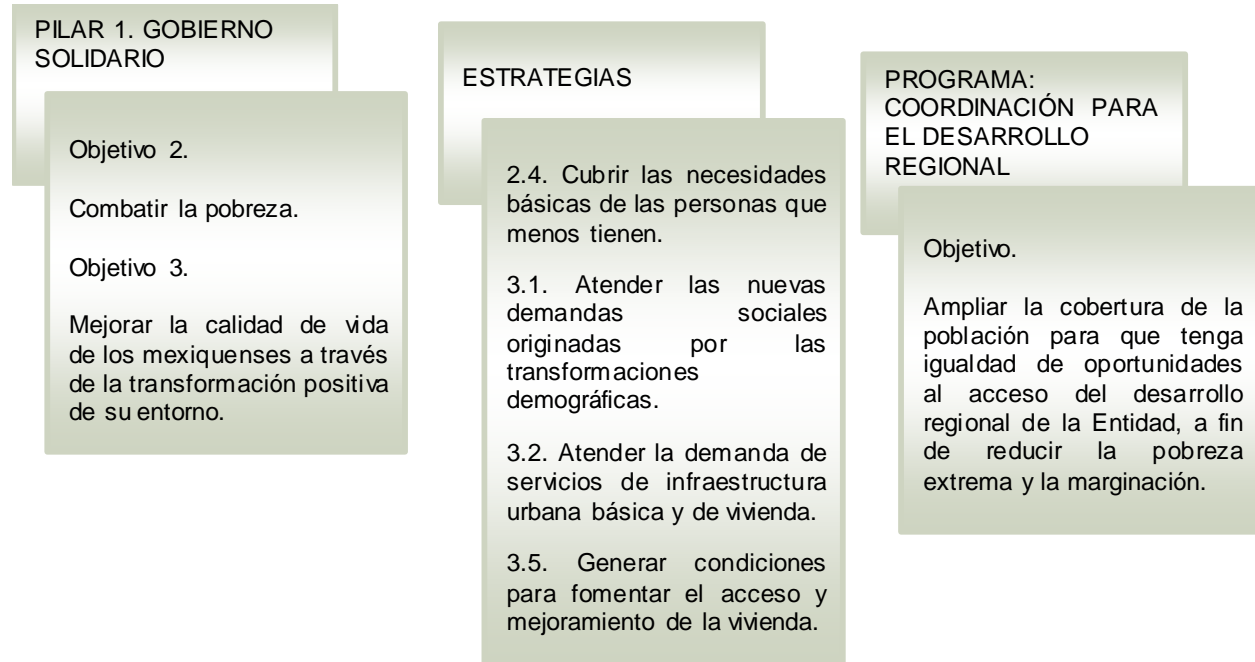 PILAR 1. GOBIERNO
SOLIDARIO
Objetivo 2.
Combatir la pobreza.
Objetivo 3.
Mejorar la calidad de vida
de los mexiquenses a través
de la transformación positiva
de su entorno.
ESTRATEGIAS
2.4. Cubrir las necesidades
básicas de las personas que
menos tienen.
3.1. Atender las nuevas
demandas sociales
originadas por las
transformaciones
demográficas.
3.2. Atender la demanda de
servicios de infraestructura
urbana básica y de vivienda.
3.5. Generar condiciones
para fomentar el acceso y
mejoramiento de la vivienda.
PROGRAMA:
COORDINACIÓN PARA
EL DESARROLLO
REGIONAL
Objetivo.
Ampliar la cobertura de la
población para que tenga
igualdad de oportunidades
al acceso del desarrollo
regional de la Entidad, a fin
de reducir la pobreza
extrema y la marginación.